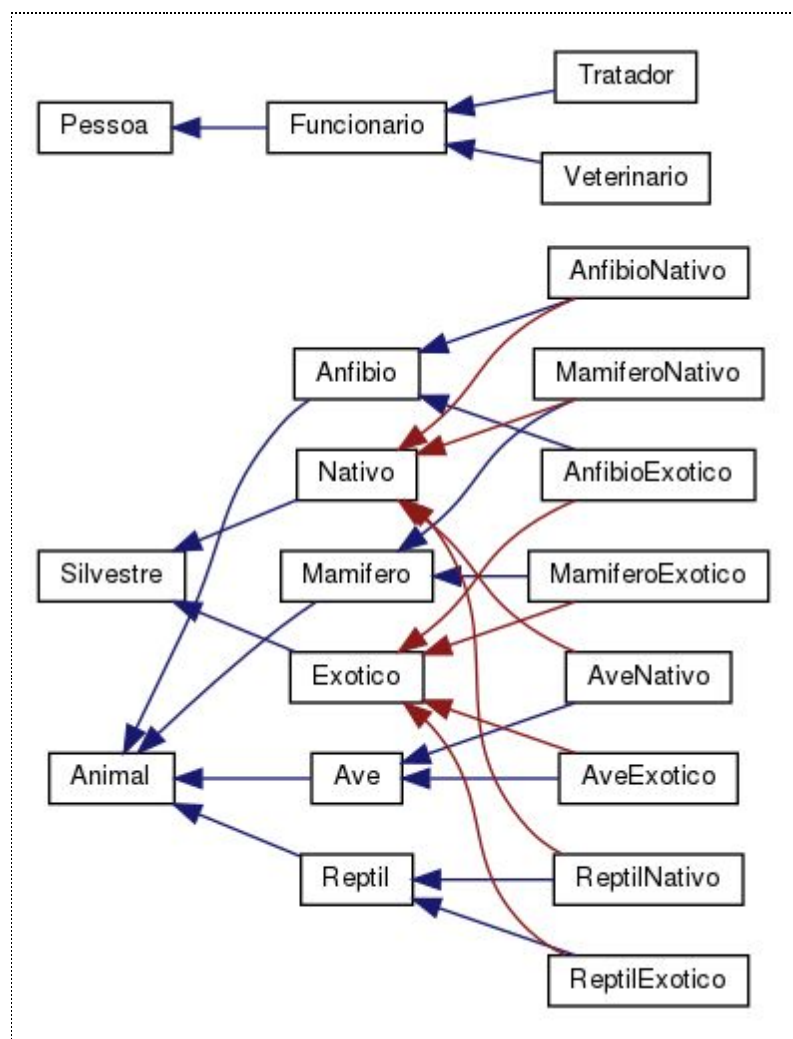 Tratador
Pessoa
Funcionario
Veterinario
AnfibioNativo
Anfibio
MamiferoNativo
Nativo
AnfibioExotico
Silvestre
Mamifero
MamiferoExotico
Exotico
AveNativo
Animal
Ave
AveExotico
Reptil
ReptilNativo
ReptilExotico